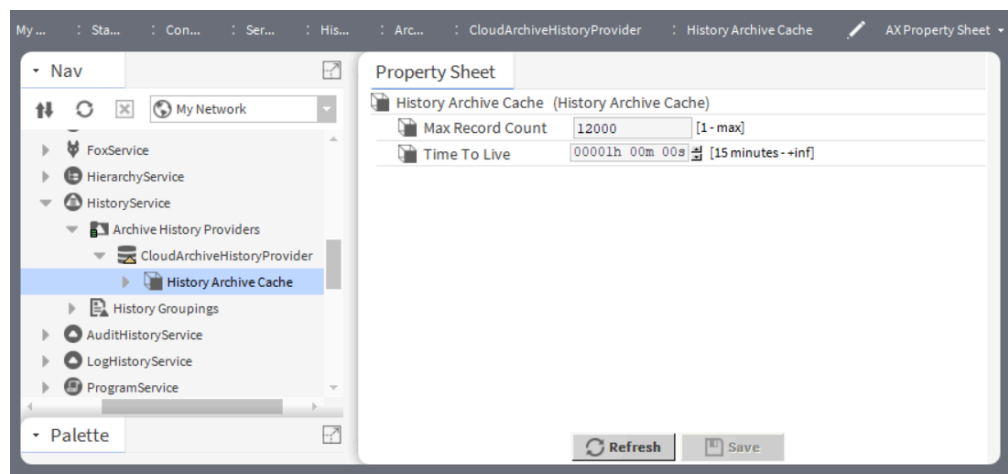 My ... : Sta... : Con... : Ser... : His... : Arc... : CloudArchiveHistoryProvider : History Archive Cache AX Property Sheet
Nav
My Network
FoxService
HierarchyService
HistoryService
Archive History Providers
CloudArchiveHistoryProvider
History Archive Cache
History Groupings
AuditHistoryService
LogHistoryService
ProgramService
Palette
Property Sheet
History Archive Cache (History Archive Cache)
Max Record Count 12000 [1 - max]
Time To Live 00001h 00m 00s [15 minutes - +inf]
Refresh Save